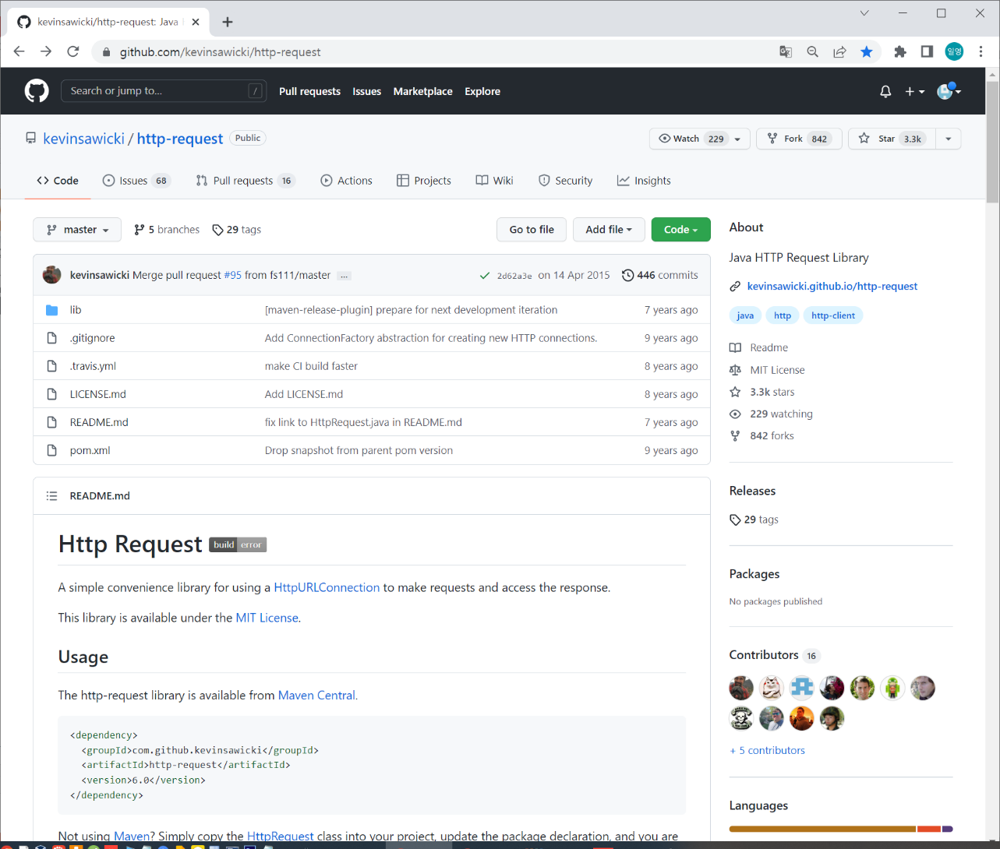 kevinsawicki/http-request: Java
github.com/kevinsawicki/http-request
일영
Search or jump to... /
Pull requests Issues Marketplace Explore
kevinsawicki / http-request Public
Watch 229 Fork 842 Star 3.3k
Code Issues 68 Pull requests 16 Actions Projects Wiki Security Insights
master 5 branches 29 tags Go to file Add file Code
kevinsawicki Merge pull request #95 from fs111/master ... 2d62a3e on 14 Apr 2015 446 commits
lib [maven-release-plugin] prepare for next development iteration 7 years ago
.gitignore Add ConnectionFactory abstraction for creating new HTTP connections. 9 years ago
.travis.yml make CI build faster 8 years ago
LICENSE.md Add LICENSE.md 8 years ago
README.md fix link to HttpRequest.java in README.md 7 years ago
pom.xml Drop snapshot from parent pom version 9 years ago
README.md
Http Request build error
A simple convenience library for using a HttpURLConnection to make requests and access the response.
This library is available under the MIT License.
Usage
The http-request library is available from Maven Central.
<dependency>
<groupId>com.github.kevinsawicki</groupId>
<artifactId>http-request</artifactId>
<version>6.0</version>
</dependency>
Not using Maven? Simply copy the HttpRequest class into your project, update the package declaration, and you are
About
Java HTTP Request Library
kevinsawicki.github.io/http-request
java http http-client
Readme
MIT License
3.3k stars
229 watching
842 forks
Releases
29 tags
Packages
No packages published
Contributors 16
+ 5 contributors
Languages